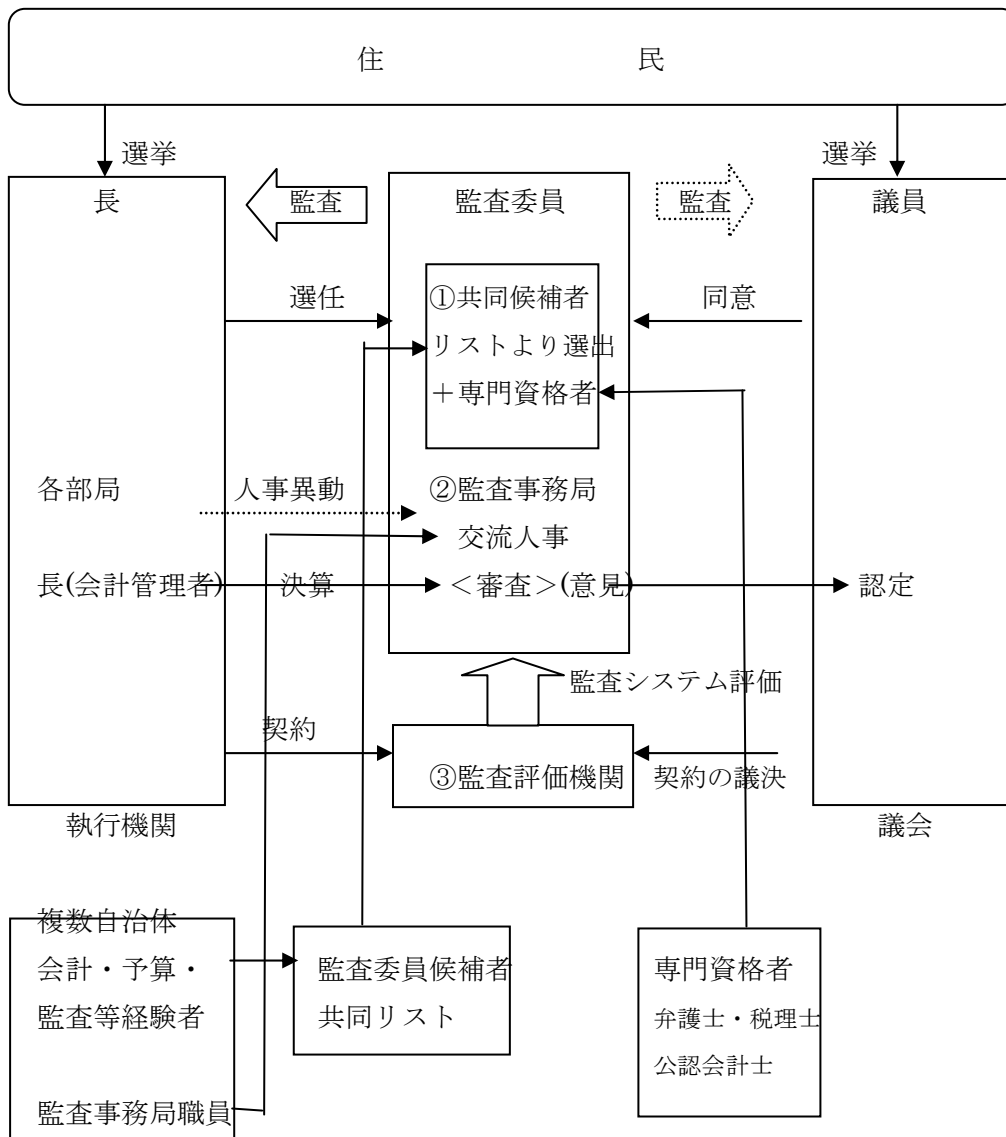 住　民
選挙
選挙
長
監査
監査委員
監査
議員
選任
①共同候補者
リストより選出
＋専門資格者
同意
各部局
人事異動
②監査事務局
交流人事
長(会計管理者)
決算
＜審査＞(意見)
認定
監査システム評価
契約
③監査評価機関
契約の議決
執行機関
議会
複数自治体
会計・予算・
監査等経験者
監査事務局職員
監査委員候補者
共同リスト
専門資格者
弁護士・税理士
公認会計士